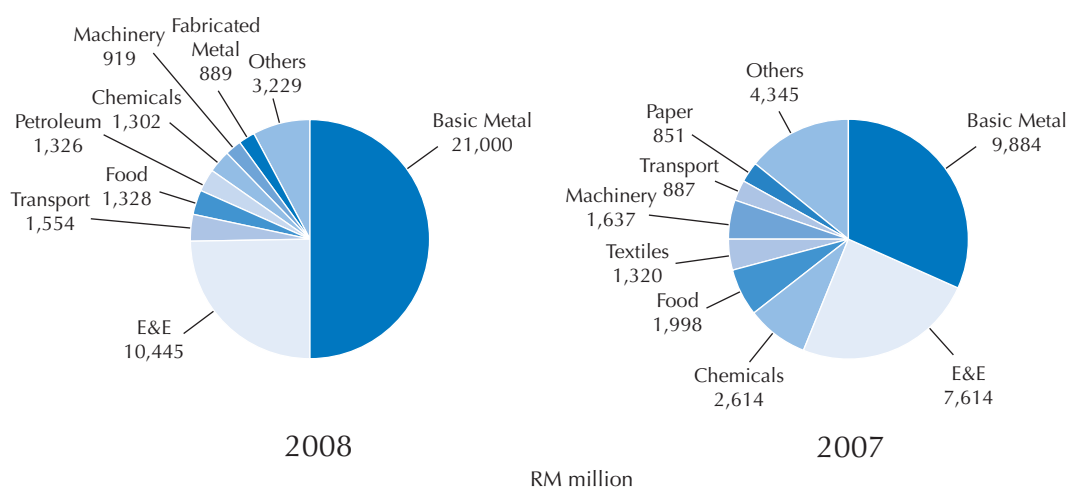 Machinery
919
Fabricated
Metal
889
Others
3,229
Chemicals
1,302
Petroleum
1,326
Food
1,328
Transport
1,554
E&E
10,445
Basic Metal
21,000
2008
Others
4,345
Paper
851
Transport
887
Machinery
1,637
Textiles
1,320
Food
1,998
Chemicals
2,614
E&E
7,614
Basic Metal
9,884
2007
RM million